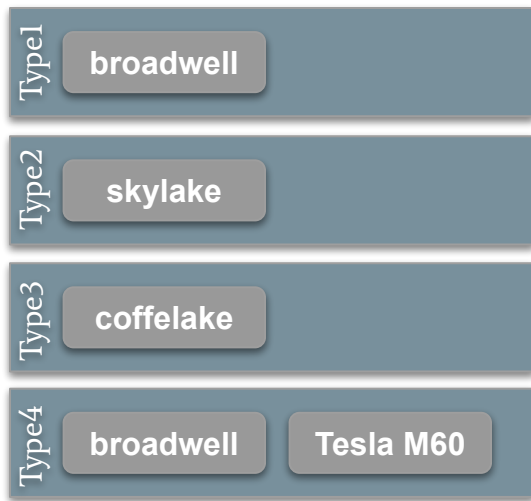 Type1
broadwell
Type2
skylake
Type3
coffelake
Type4
broadwell
Tesla M60